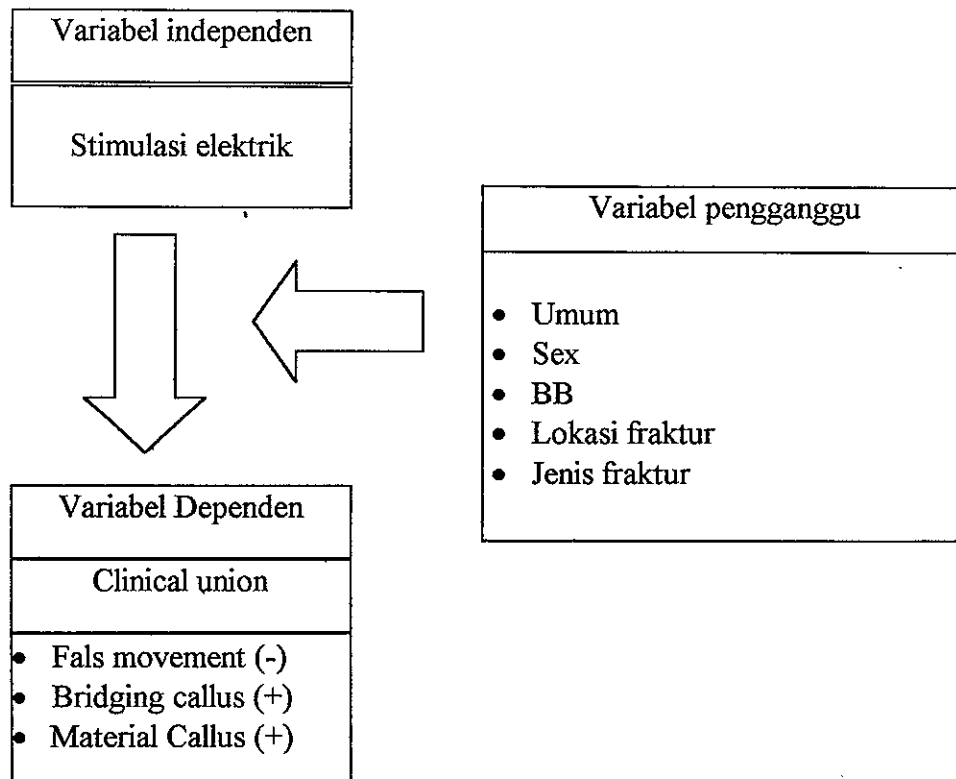 Variabel independen
Stimulasi elektrik
Variabel pengganggu
• Umum
• Sex
• BB
• Lokasi fraktur
• Jenis fraktur
Variabel Dependen
Clinical union
• Fals movement (-)
• Bridging callus (+)
• Material Callus (+)